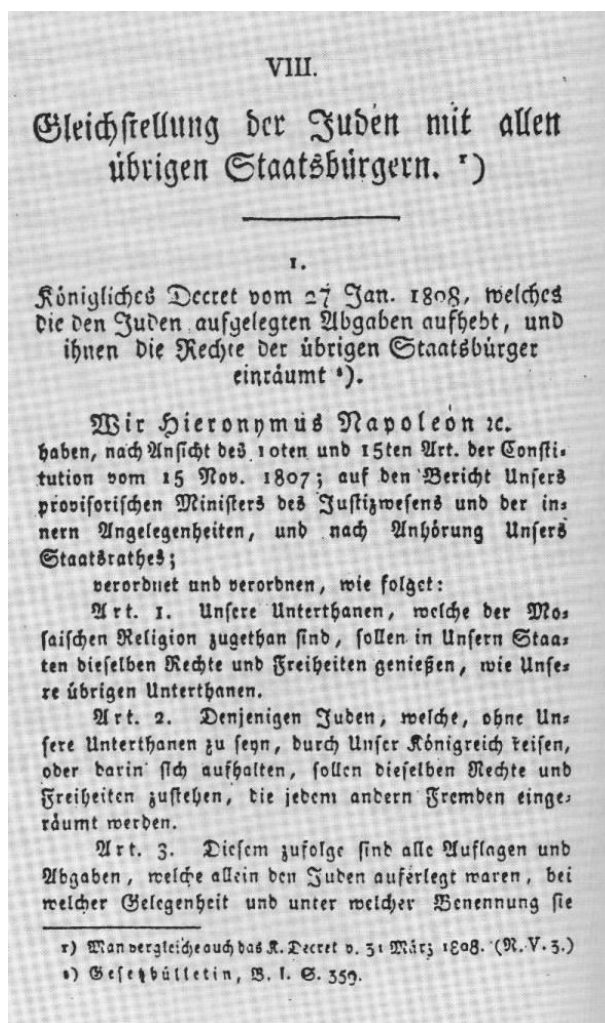 VIII.
Gleichstellung der Juden mit allen
übrigen Staatsbürgern. 1)
1.
Königliches Decret vom 27 Jan. 1808, welches
die den Juden aufgelegten Abgaben aufhebt, und
ihnen die Rechte der übrigen Staatsbürger
einräumt 2).
Wir Hieronymus Napoleon ꝛc.
haben, nach Ansicht des 10ten und 15ten Art. der Consti-
tution vom 15 Nov. 1807; auf den Bericht Unsers
provisorischen Ministers des Justizwesens und der in-
nern Angelegenheiten, und nach Anhörung Unsers
Staatsrathes;
verordnet und verordnen, wie folget:
Art. 1. Unsere Unterthanen, welche der Mo-
saischen Religion zugethan sind, sollen in Unsern Staa-
ten dieselben Rechte und Freiheiten genießen, wie Unse-
re übrigen Unterthanen.
Art. 2. Denjenigen Juden, welche, ohne Un-
sere Unterthanen zu seyn, durch Unser Königreich reisen,
oder darin sich aufhalten, sollen dieselben Rechte und
Freiheiten zustehen, die jedem andern Fremden einge-
räumt werden.
Art. 3. Diesem zufolge sind alle Auflagen und
Abgaben, welche allein den Juden auferlegt waren, bei
welcher Gelegenheit und unter welcher Benennung sie
1) Man vergleiche auch das K. Decret v. 31 März 1808. (N. V. 3.)
2) Gesetzbülletin, B. I. S. 359.